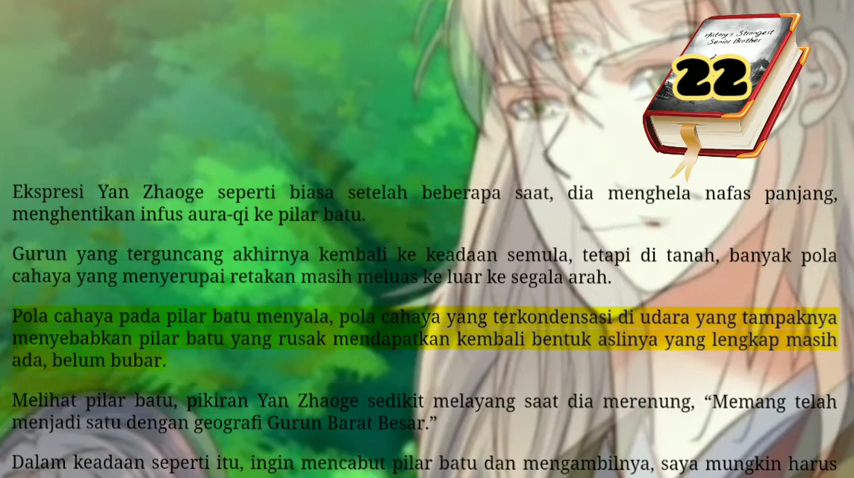 History's Strongest
Senior Brother
22
Ekspresi Yan Zhaoge seperti biasa setelah beberapa saat, dia menghela nafas panjang,
menghentikan infus aura-qi ke pilar batu.
Gurun yang terguncang akhirnya kembali ke keadaan semula, tetapi di tanah, banyak pola
cahaya yang menyerupai retakan masih meluas ke luar ke segala arah.
Pola cahaya pada pilar batu menyala, pola cahaya yang terkondensasi di udara yang tampaknya
menyebabkan pilar batu yang rusak mendapatkan kembali bentuk aslinya yang lengkap masih
ada, belum bubar.
Melihat pilar batu, pikiran Yan Zhaoge sedikit melayang saat dia merenung, “Memang telah
menjadi satu dengan geografi Gurun Barat Besar.”
Dalam keadaan seperti itu, ingin mencabut pilar batu dan mengambilnya, saya mungkin harus